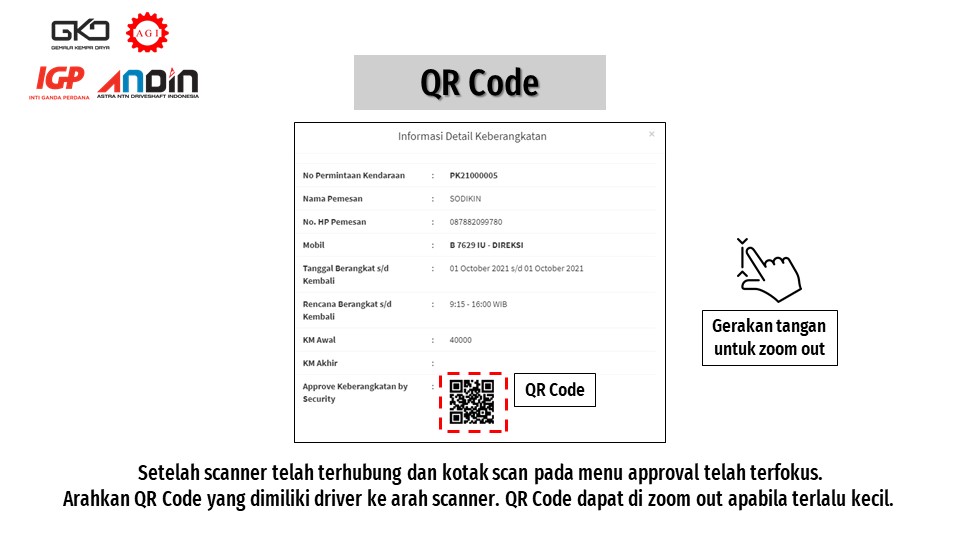 GKD
GEMALA KEMPA DAYA
AGI
IGP
INTI GANDA PERDANA
ANDIN
ASTRA NTN DRIVESHAFT INDONESIA
QR Code
Informasi Detail Keberangkatan ×
No Permintaan Kendaraan : PK21000005
Nama Pemesan : SODIKIN
No. HP Pemesan : 087882099780
Mobil : B 7629 IU - DIREKSI
Tanggal Berangkat s/d : 01 October 2021 s/d 01 October 2021
Kembali
Rencana Berangkat s/d : 9:15 - 16:00 WIB
Kembali
KM Awal : 40000
KM Akhir :
Approve Keberangkatan by :
Security
QR Code
Gerakan tangan
untuk zoom out
Setelah scanner telah terhubung dan kotak scan pada menu approval telah terfokus.
Arahkan QR Code yang dimiliki driver ke arah scanner. QR Code dapat di zoom out apabila terlalu kecil.